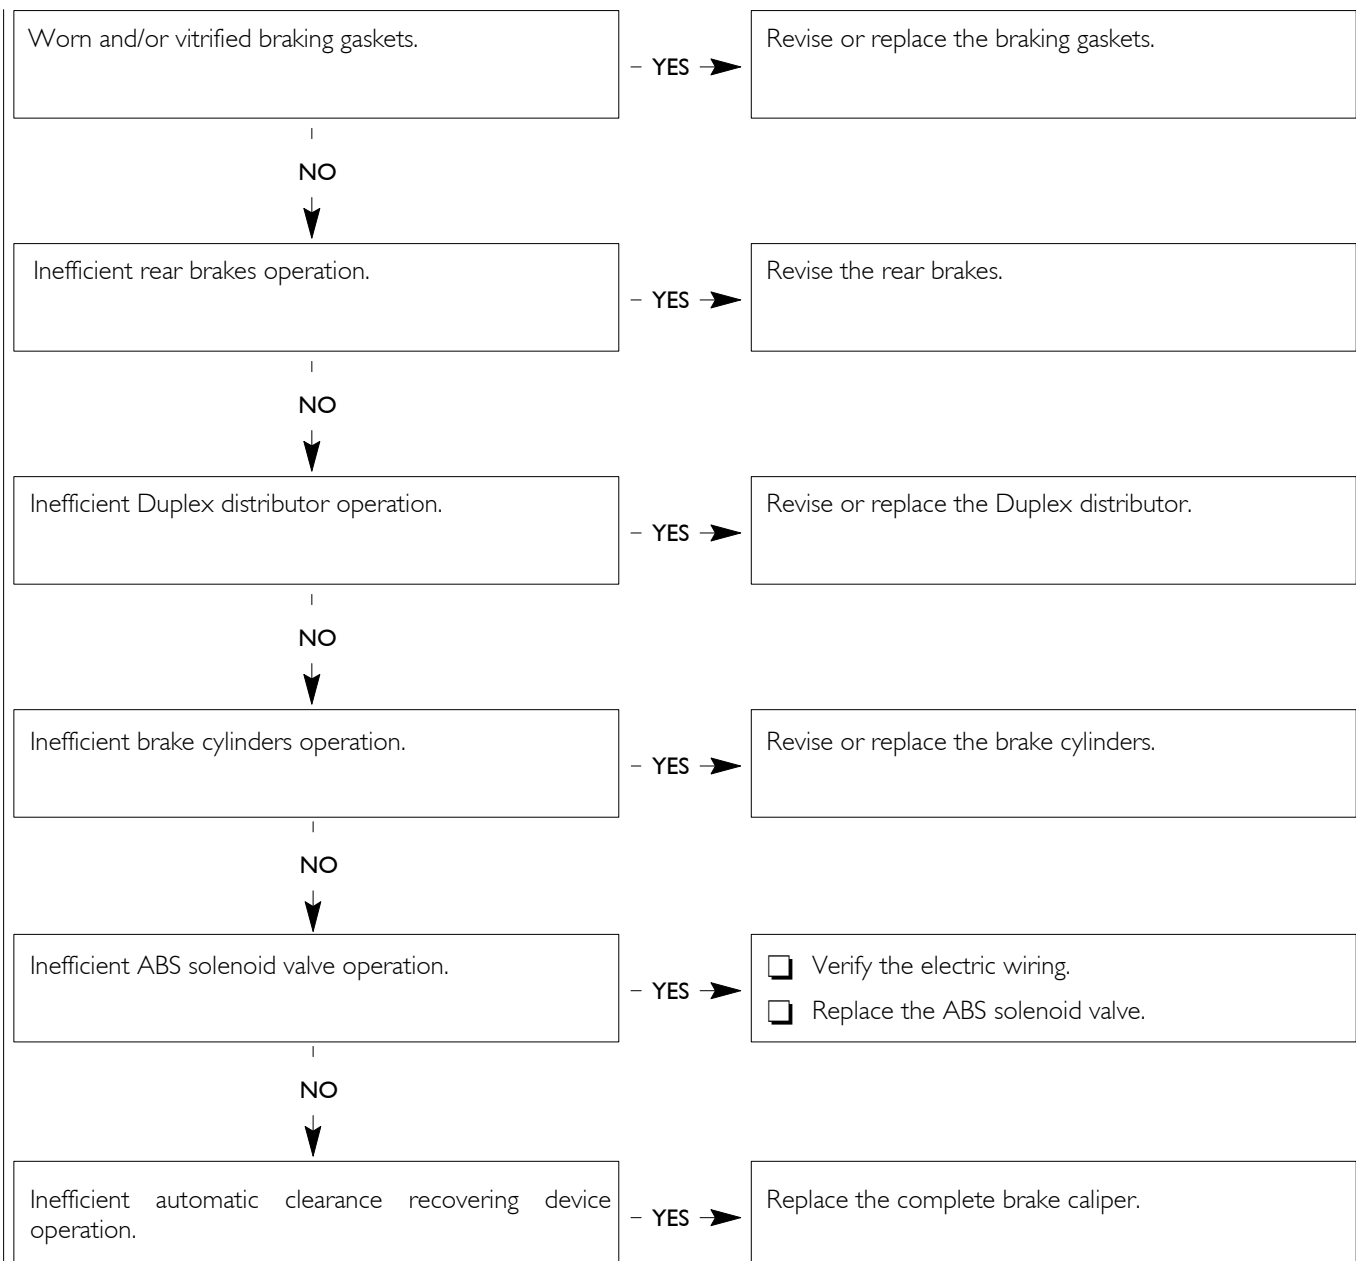 Worn and/or vitrified braking gaskets.
YES
Revise or replace the braking gaskets.
NO
Inefficient rear brakes operation.
YES
Revise the rear brakes.
NO
Inefficient Duplex distributor operation.
YES
Revise or replace the Duplex distributor.
NO
Inefficient brake cylinders operation.
YES
Revise or replace the brake cylinders.
NO
Inefficient ABS solenoid valve operation.
YES
Verify the electric wiring.
Replace the ABS solenoid valve.
NO
Inefficient automatic clearance recovering device
operation.
YES
Replace the complete brake caliper.